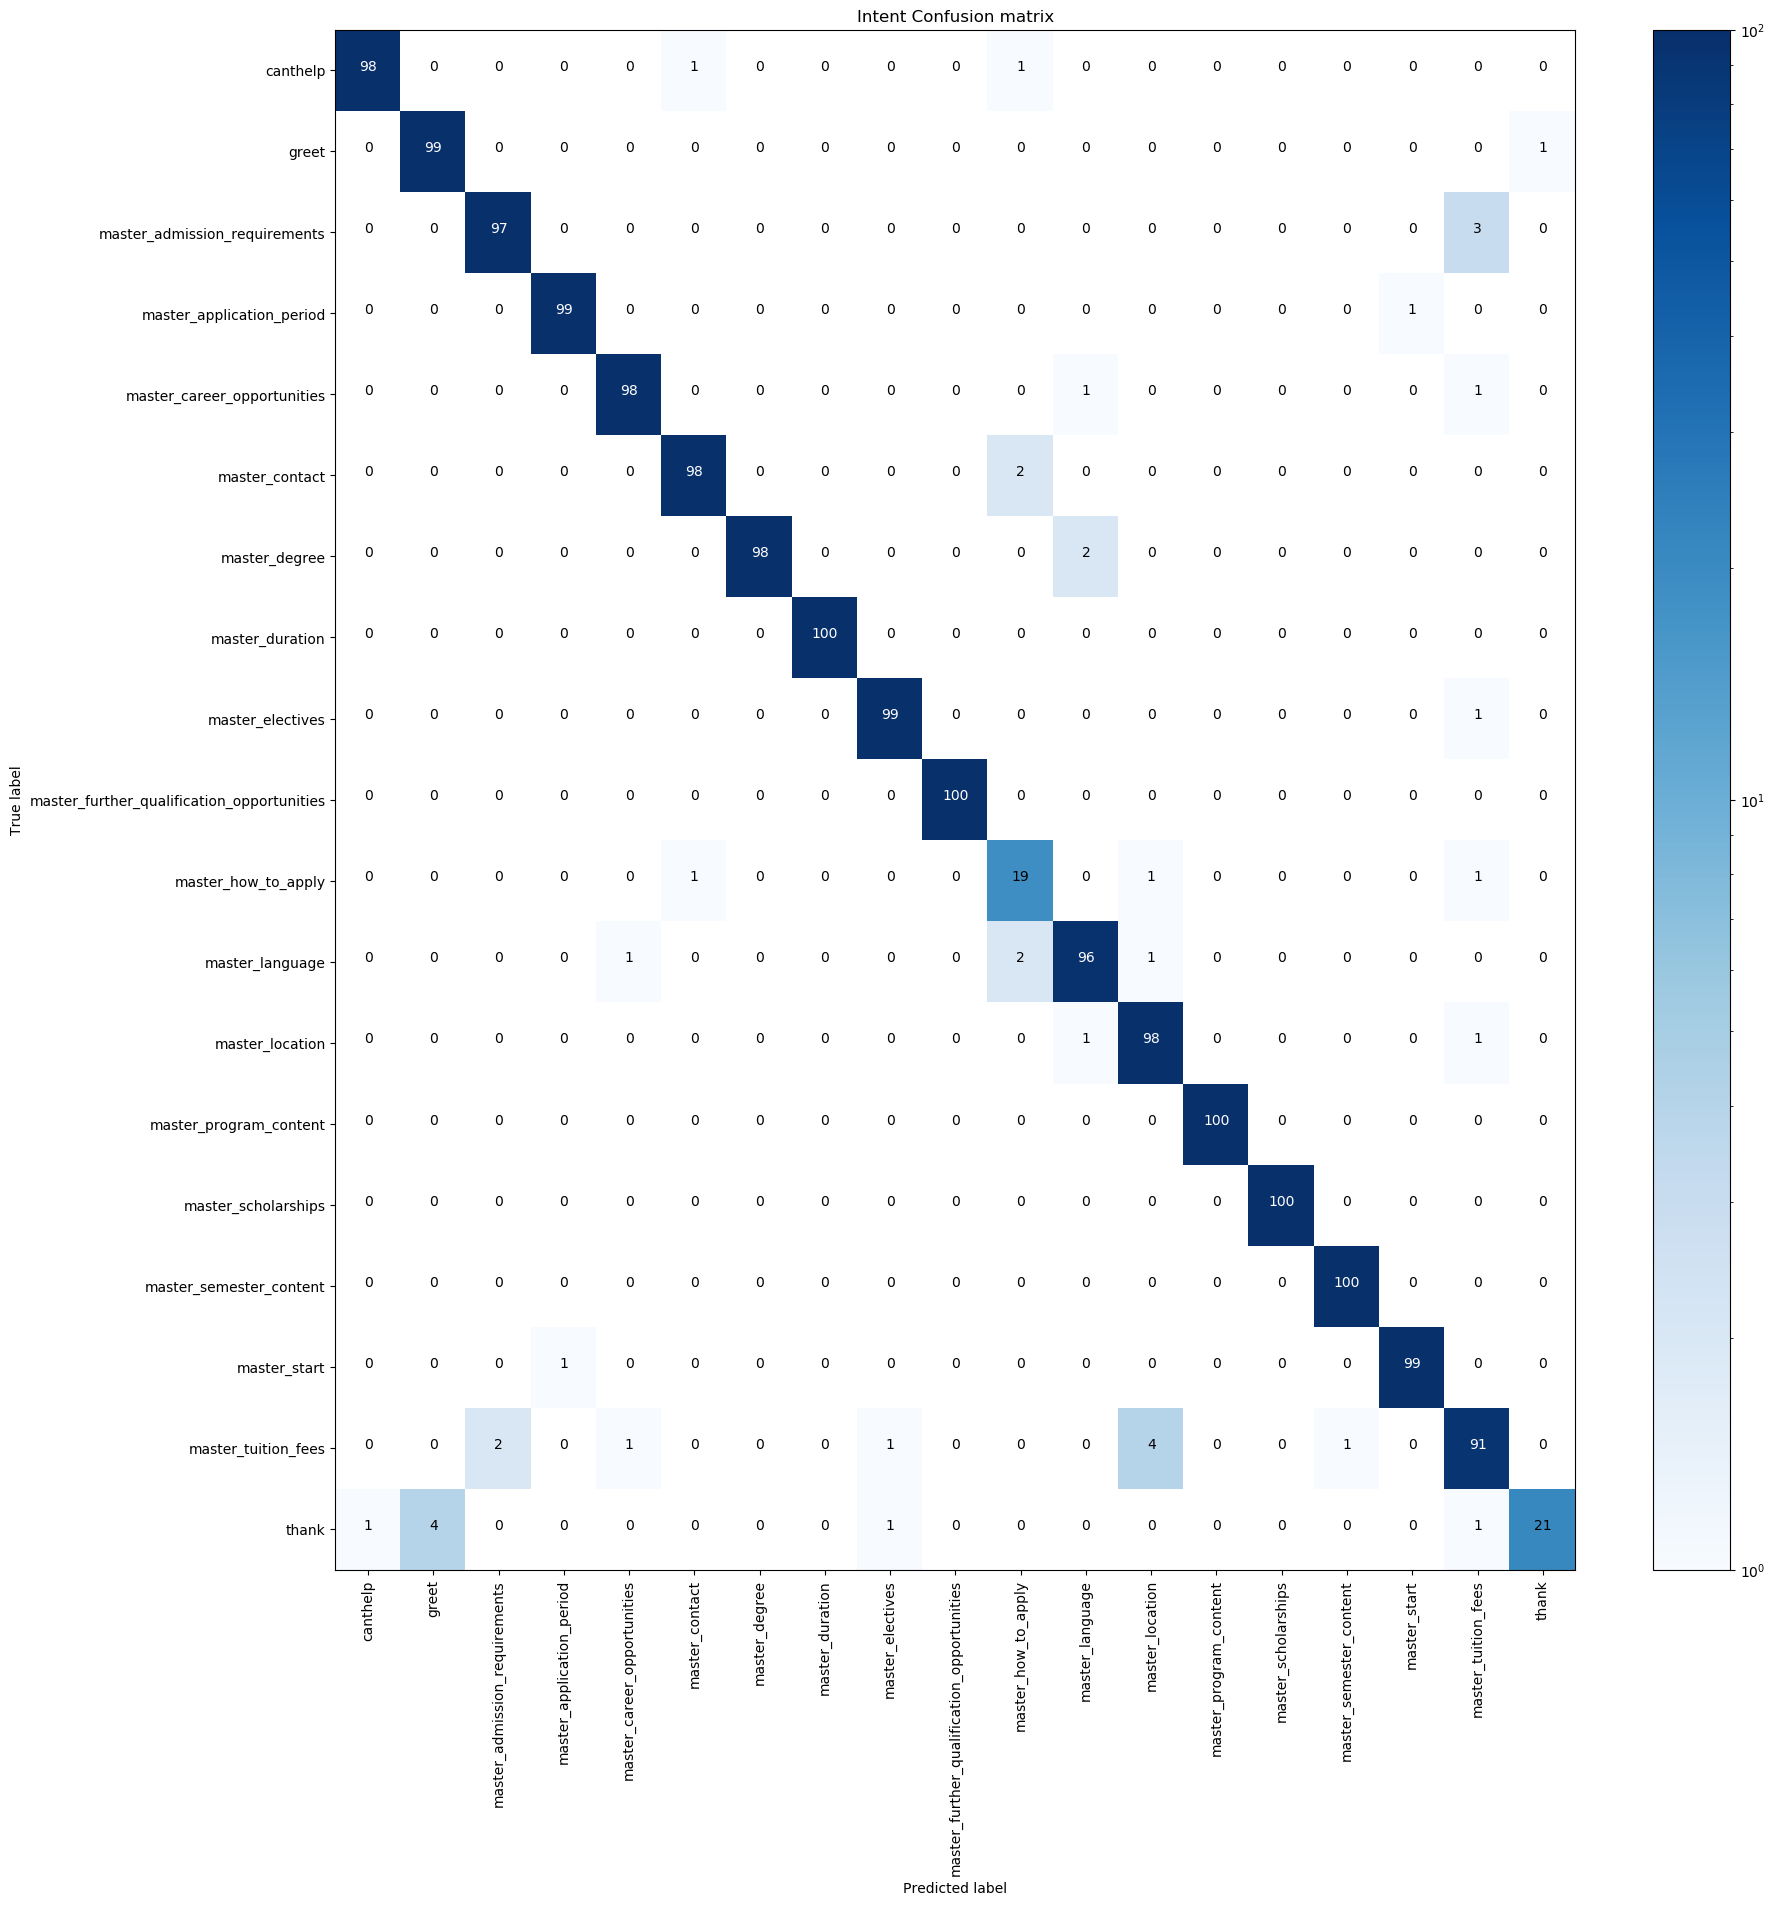 Intent Confusion matrix
canthelp 98 0 0 0 0 1 0 0 0 0 1 0 0 0 0 0 0 0 0
greet 0 99 0 0 0 0 0 0 0 0 0 0 0 0 0 0 0 0 1
master_admission_requirements 0 0 97 0 0 0 0 0 0 0 0 0 0 0 0 0 0 3 0
master_application_period 0 0 0 99 0 0 0 0 0 0 0 0 0 0 0 0 1 0 0
master_career_opportunities 0 0 0 0 98 0 0 0 0 0 0 1 0 0 0 0 0 1 0
master_contact 0 0 0 0 0 98 0 0 0 0 2 0 0 0 0 0 0 0 0
master_degree 0 0 0 0 0 0 98 0 0 0 0 2 0 0 0 0 0 0 0
master_duration 0 0 0 0 0 0 0 100 0 0 0 0 0 0 0 0 0 0 0
master_electives 0 0 0 0 0 0 0 0 99 0 0 0 0 0 0 0 0 1 0
master_further_qualification_opportunities 0 0 0 0 0 0 0 0 0 100 0 0 0 0 0 0 0 0 0
master_how_to_apply 0 0 0 0 0 1 0 0 0 0 19 0 1 0 0 0 0 1 0
master_language 0 0 0 0 1 0 0 0 0 0 2 96 1 0 0 0 0 0 0
master_location 0 0 0 0 0 0 0 0 0 0 0 1 98 0 0 0 0 1 0
master_program_content 0 0 0 0 0 0 0 0 0 0 0 0 0 100 0 0 0 0 0
master_scholarships 0 0 0 0 0 0 0 0 0 0 0 0 0 0 100 0 0 0 0
master_semester_content 0 0 0 0 0 0 0 0 0 0 0 0 0 0 0 100 0 0 0
master_start 0 0 0 1 0 0 0 0 0 0 0 0 0 0 0 0 99 0 0
master_tuition_fees 0 0 2 0 1 0 0 0 1 0 0 0 4 0 0 1 0 91 0
thank 1 4 0 0 0 0 0 0 1 0 0 0 0 0 0 0 0 1 21
True label
canthelp
greet
master_admission_requirements
master_application_period
master_career_opportunities
master_contact
master_degree
master_duration
master_electives
master_further_qualification_opportunities
master_how_to_apply
master_language
master_location
master_program_content
master_scholarships
master_semester_content
master_start
master_tuition_fees
thank
Predicted label
10²
10¹
10⁰